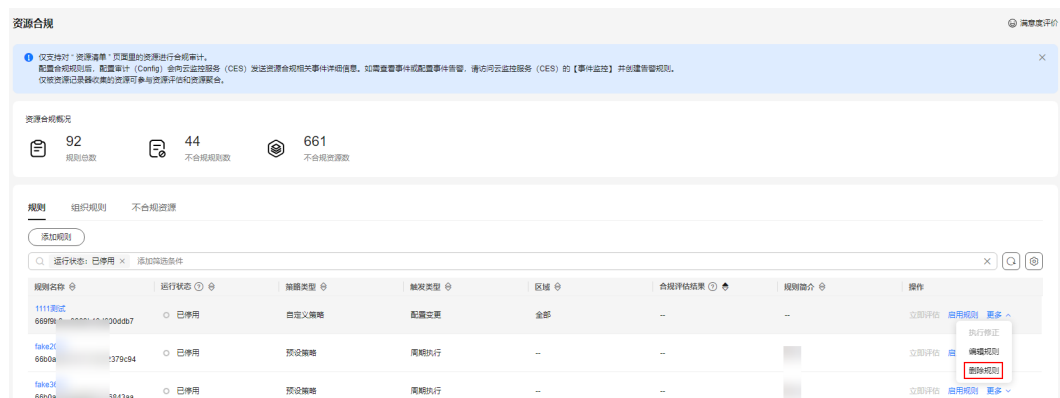 资源合规
满意度评价
仅支持对“资源清单”页面里的资源进行合规审计。
配置合规规则后，配置审计（Config）会向云监控服务（CES）发送资源合规相关事件详细信息。如需查看事件或配置事件告警，请访问云监控服务（CES）的【事件监控】并创建告警规则。
仅被资源记录器收集的资源可参与资源评估和资源聚合。
资源合规概况
92 44 661
规则总数 不合规规则数 不合规资源数
规则 组织规则 不合规资源
添加规则
运行状态：已停用 × 添加筛选条件
规则名称 运行状态 策略类型 触发类型 区域 合规评估结果 规则简介 操作
1111测试 已停用 自定义策略 配置变更 全部 -- -- 立即评估 启用规则 更多
00ddb7
执行修正
fake20 已停用 预设策略 周期执行 -- -- 立即评估
66b0a 2379c94
编辑规则
删除规则
fake36 已停用 预设策略 周期执行 -- -- 立即评估 启用规则 更多
66b0a 3843aa